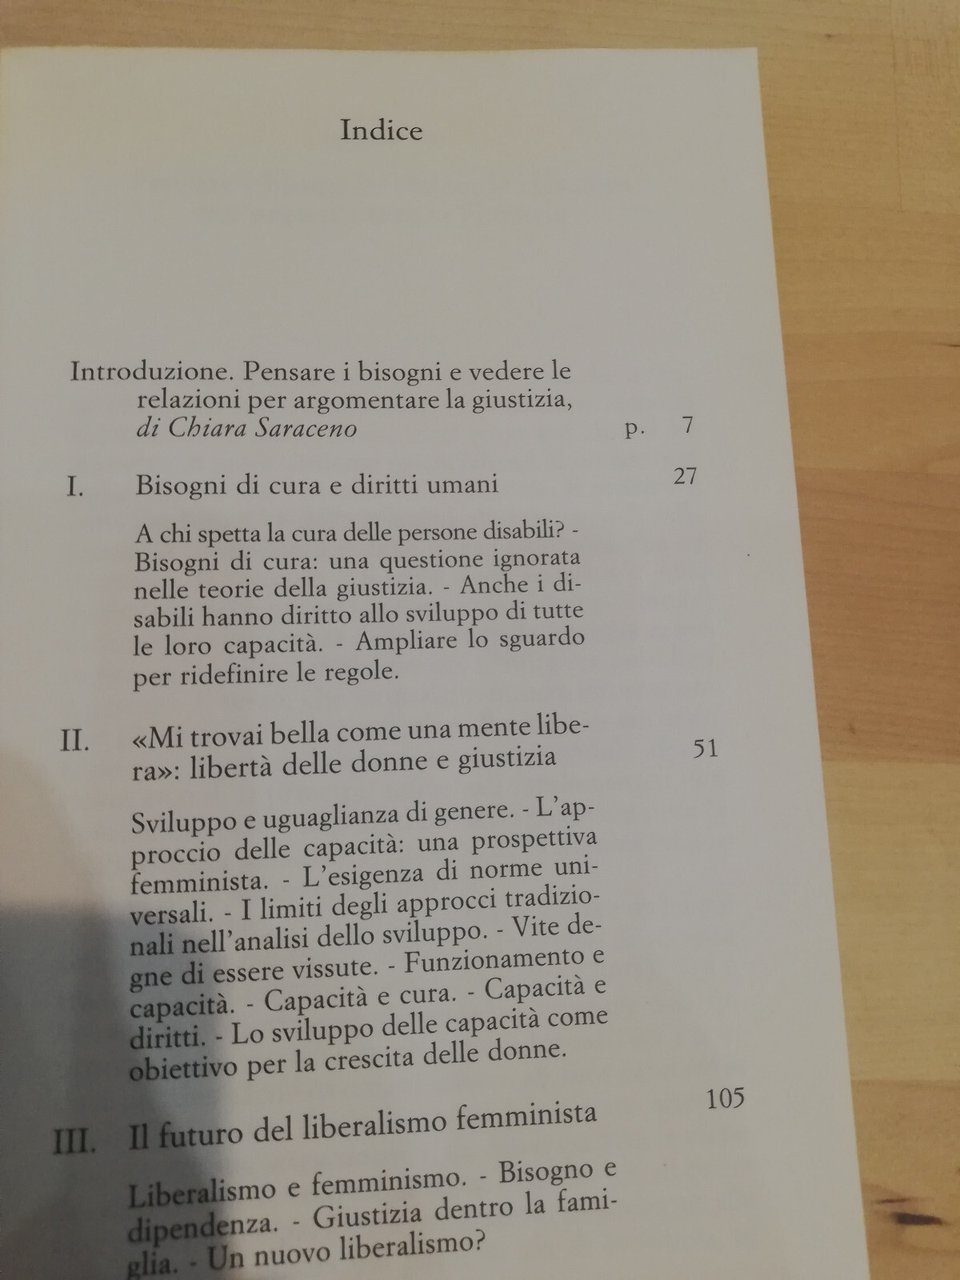 Indice
Introduzione. Pensare i bisogni e vedere le
relazioni per argomentare la giustizia,
di Chiara Saraceno p. 7
I. Bisogni di cura e diritti umani 27
A chi spetta la cura delle persone disabili? -
Bisogni di cura: una questione ignorata
nelle teorie della giustizia. - Anche i di-
sabili hanno diritto allo sviluppo di tutte
le loro capacità. - Ampliare lo sguardo
per ridefinire le regole.
II. «Mi trovai bella come una mente libe-
ra»: libertà delle donne e giustizia 51
Sviluppo e uguaglianza di genere. - L'ap-
proccio delle capacità: una prospettiva
femminista. - L'esigenza di norme uni-
versali. - I limiti degli approcci tradizio-
nali nell'analisi dello sviluppo. - Vite de-
gne di essere vissute. - Funzionamento e
capacità. - Capacità e cura. - Capacità e
diritti. - Lo sviluppo delle capacità come
obiettivo per la crescita delle donne.
III. Il futuro del liberalismo femminista 105
Liberalismo e femminismo. - Bisogno e
dipendenza. - Giustizia dentro la fami-
glia. - Un nuovo liberalismo?